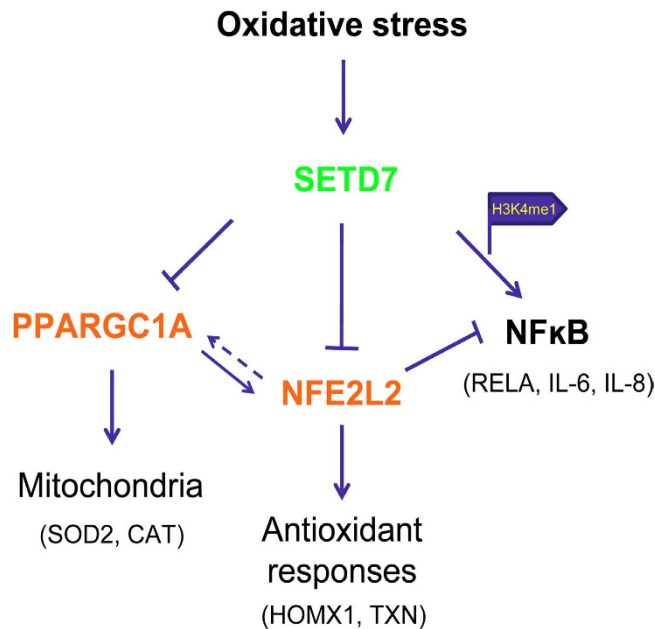 Oxidative stress
SETD7
H3K4me1
PPARGC1A
NFκB
(RELA, IL-6, IL-8)
NFE2L2
Mitochondria
(SOD2, CAT)
Antioxidant
responses
(HOMX1, TXN)